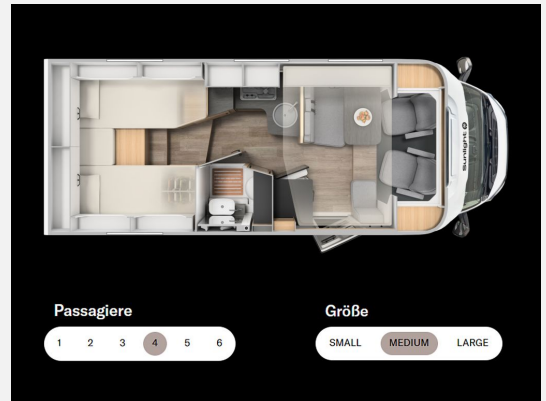 Sunlight
Passagiere
Größe
1 2 3 4 5 6
SMALL MEDIUM LARGE